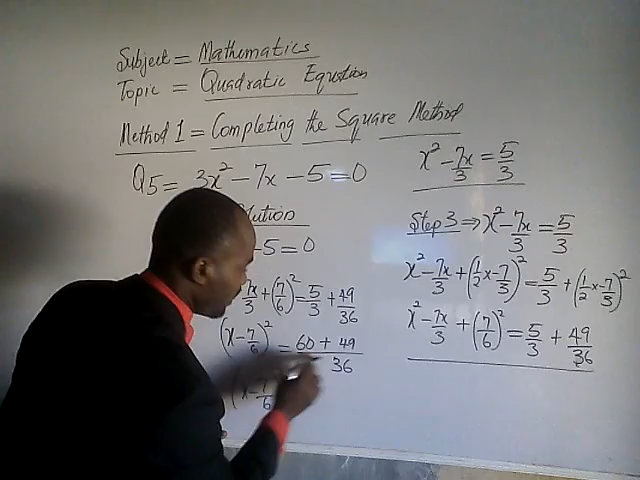 Subject = Mathematics
Topic = Quadratic Equation
Method 1 = Completing the Square Method
Q5 = 3x² - 7x - 5 = 0
lution
- 5 = 0
7x/3 + (7/6)² = 5/3 + 49/36
(x - 7/6)² = 60 + 49/36
(x - 7/6
x² - 7x/3 = 5/3
Step 3 ⇒ x² - 7x/3 = 5/3
x² - 7x/3 + (1/2 x - 7/3)² = 5/3 + (1/2 x - 7/3)²
x² - 7x/3 + (7/6)² = 5/3 + 49/36